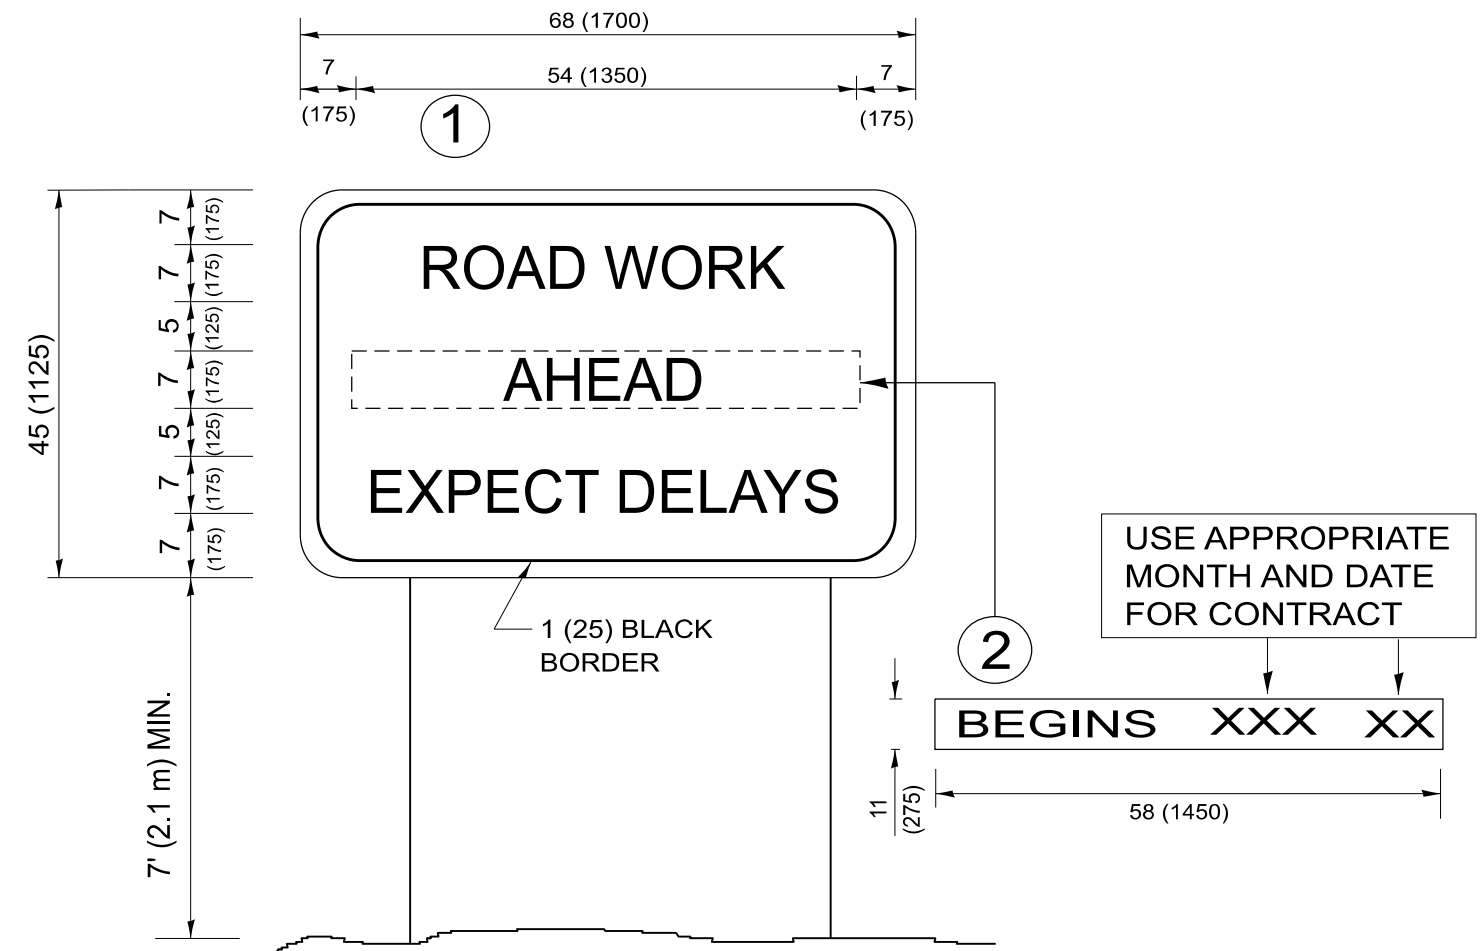 68 (1700)
7
54 (1350)
7
(175)
(175)
1
7
(175)
7
(175)
5
(125)
7
(175)
5
(125)
7
(175)
7
(175)
45 (1125)
ROAD WORK
AHEAD
EXPECT DELAYS
1 (25) BLACK
BORDER
7' (2.1 m) MIN.
USE APPROPRIATE
MONTH AND DATE
FOR CONTRACT
2
BEGINS XXX XX
11
(275)
58 (1450)